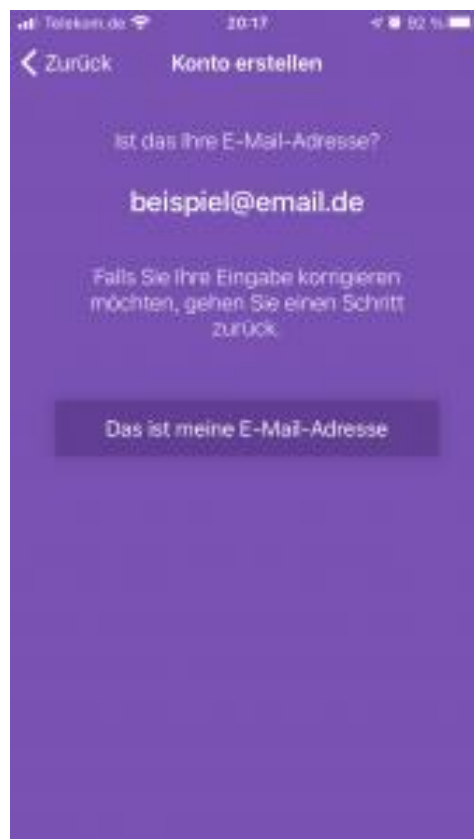 Telekom.de 20:17 92 %
Zurück Konto erstellen
Ist das Ihre E-Mail-Adresse?
beispiel@email.de
Falls Sie Ihre Eingabe korrigieren
möchten, gehen Sie einen Schritt
zurück.
Das ist meine E-Mail-Adresse